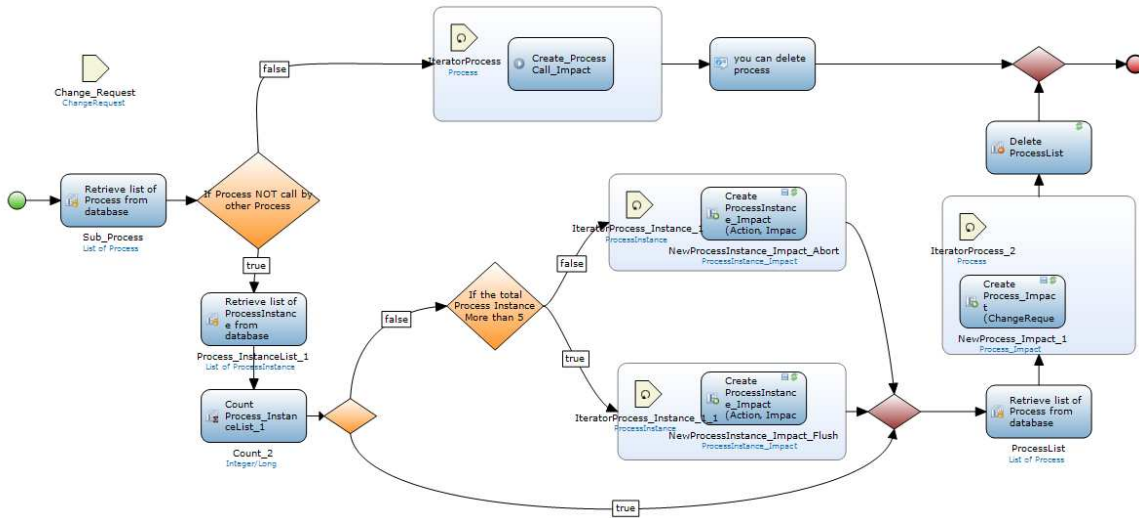 Change_Request
ChangeRequest
Retrieve list of
Process from
database
Sub_Process
List of Process
If Process NOT call by
other Process
false
IteratorProcess
Process
Create_Process
Call_Impact
you can delete
process
true
Retrieve list of
ProcessInstanc
e from
database
Process_InstanceList_1
List of ProcessInstance
Count
Process_Instan
ceList_1
Count_2
Integer/Long
false
If the total
Process Instance
More than 5
false
IteratorProcess_Instance_1
ProcessInstance
Create
ProcessInstanc
e_Impact
(Action, Impac
NewProcessInstance_Impact_Abort
ProcessInstance_Impact
true
IteratorProcess_Instance_1_1
ProcessInstance
Create
ProcessInstanc
e_Impact
(Action, Impac
NewProcessInstance_Impact_Flush
ProcessInstance_Impact
true
Retrieve list of
Process from
database
ProcessList
List of Process
IteratorProcess_2
Process
Create
Process_Impac
t
(ChangeReque
NewProcess_Impact_1
Process_Impact
Delete
ProcessList